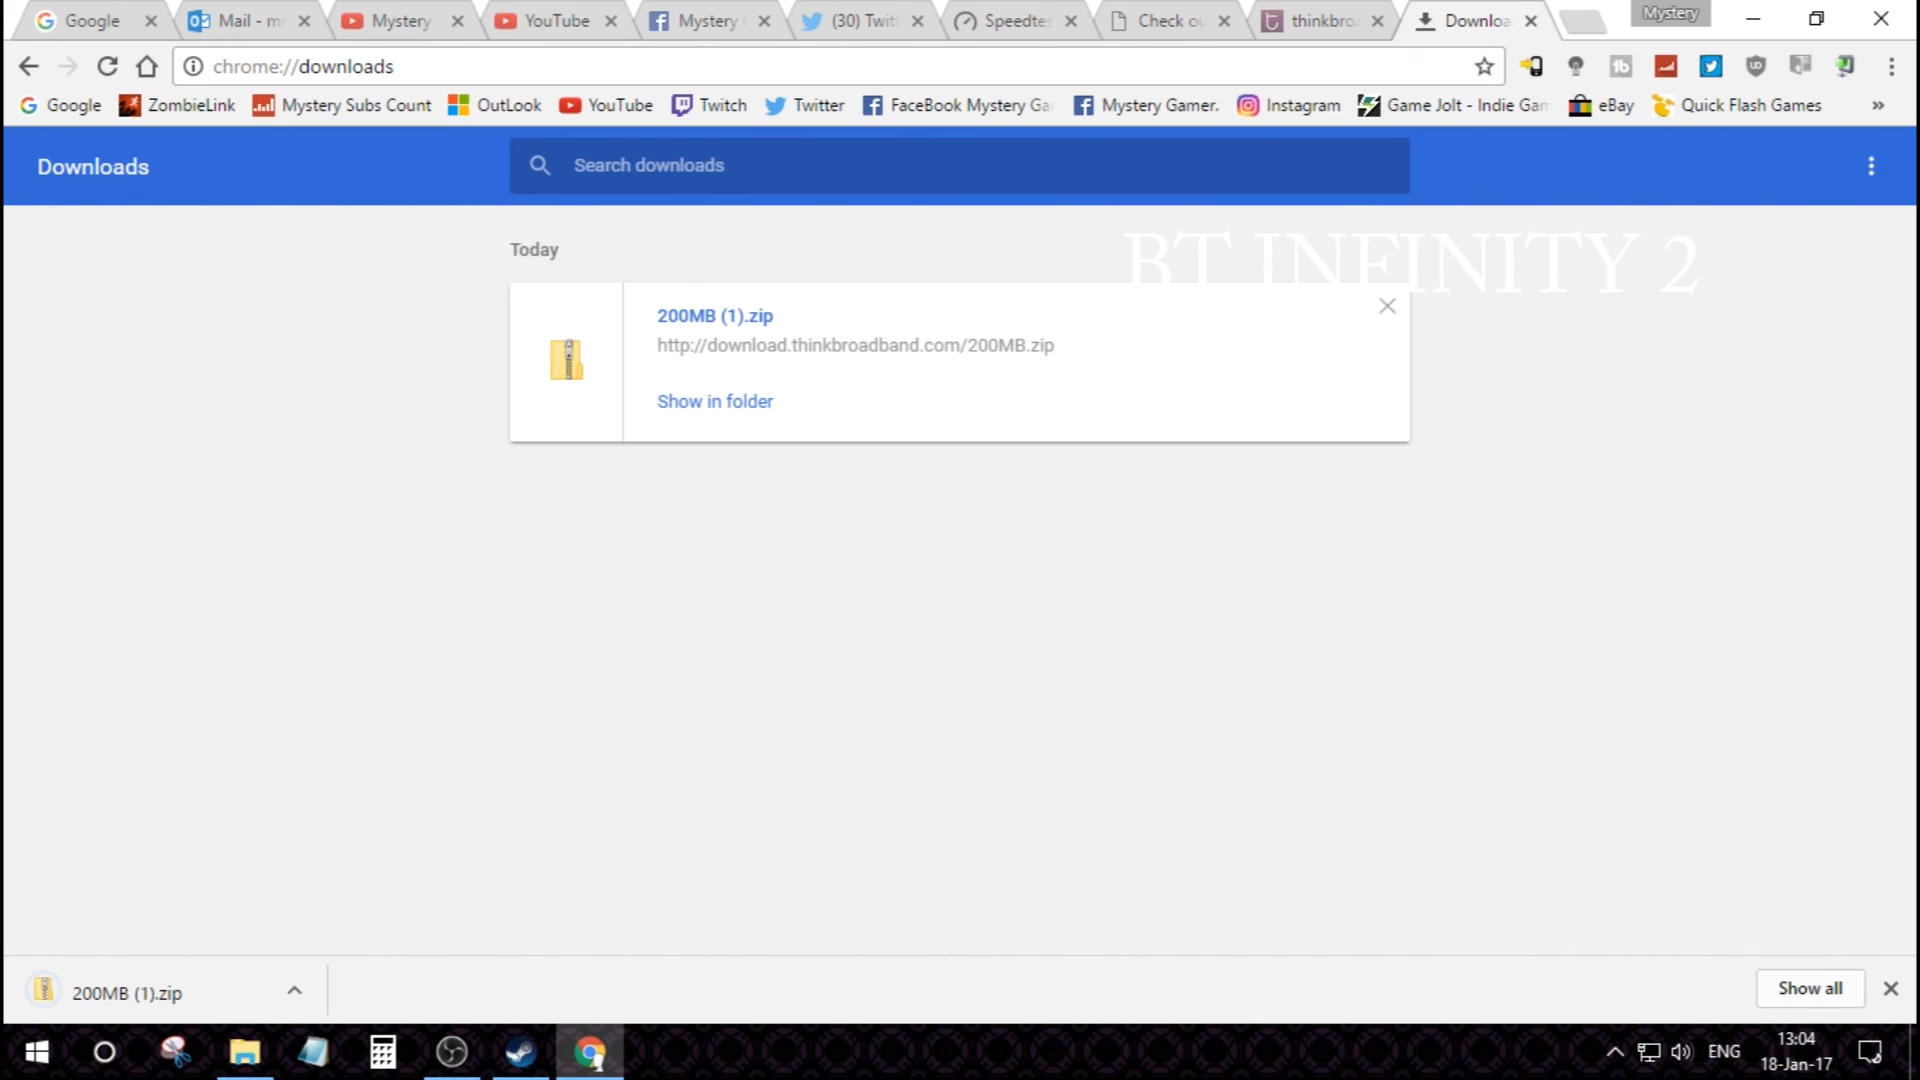 Google
Mail - m
Mystery
YouTube
Mystery
(30) Twit
Speedtes
Check ou
thinkbro
Downloa
Mystery
chrome://downloads
Google
ZombieLink
Mystery Subs Count
OutLook
YouTube
Twitch
Twitter
FaceBook Mystery Ga
Mystery Gamer.
Instagram
Game Jolt - Indie Gam
eBay
Quick Flash Games
»
Downloads
Search downloads
BT INFINITY 2
Today
200MB (1).zip
http://download.thinkbroadband.com/200MB.zip
Show in folder
200MB (1).zip
Show all
ENG
13:04
18-Jan-17